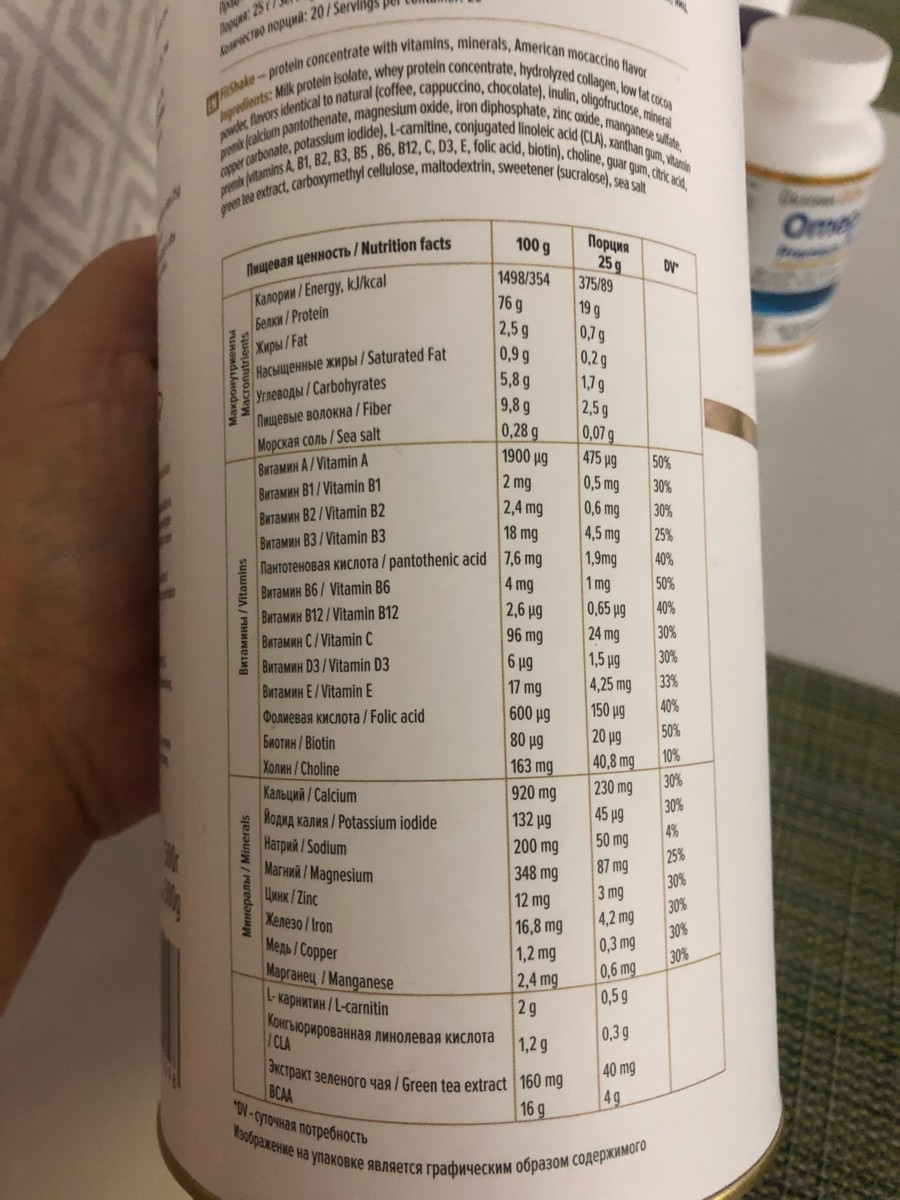 Порция: 25 г /
Количество порций: 20 / Servings per
EN FitShake — protein concentrate with vitamins, minerals, American mocaccino flavor
Ingredients: Milk protein isolate, whey protein concentrate, hydrolyzed collagen, low fat cocoa
powder, flavors identical to natural (coffee, cappuccino, chocolate), inulin, oligofructose, mineral
premix (calcium pantothenate, magnesium oxide, iron diphosphate, zinc oxide, manganese sulfate,
copper carbonate, potassium iodide), L-carnitine, conjugated linoleic acid (CLA), xanthan gum, vitamin
premix (vitamins A, B1, B2, B3, B5 , B6, B12, C, D3, E, folic acid, biotin), choline, guar gum, citric acid,
green tea extract, carboxymethyl cellulose, maltodextrin, sweetener (sucralose), sea salt
Пищевая ценность / Nutrition facts 100 g Порция 25 g DV*
Макронутриенты
Macronutrients
Калории / Energy, kJ/kcal 1498/354 375/89
Белки / Protein 76 g 19 g
Жиры / Fat 2,5 g 0,7 g
Насыщенные жиры / Saturated Fat 0,9 g 0,2 g
Углеводы / Carbohyrates 5,8 g 1,7 g
Пищевые волокна / Fiber 9,8 g 2,5 g
Морская соль / Sea salt 0,28 g 0,07 g
Витамины / Vitamins
Витамин A / Vitamin A 1900 µg 475 µg 50%
Витамин B1 / Vitamin B1 2 mg 0,5 mg 30%
Витамин B2 / Vitamin B2 2,4 mg 0,6 mg 30%
Витамин B3 / Vitamin B3 18 mg 4,5 mg 25%
Пантотеновая кислота / pantothenic acid 7,6 mg 1,9mg 40%
Витамин B6 / Vitamin B6 4 mg 1 mg 50%
Витамин B12 / Vitamin B12 2,6 µg 0,65 µg 40%
Витамин C / Vitamin C 96 mg 24 mg 30%
Витамин D3 / Vitamin D3 6 µg 1,5 µg 30%
Витамин E / Vitamin E 17 mg 4,25 mg 33%
Фолиевая кислота / Folic acid 600 µg 150 µg 40%
Биотин / Biotin 80 µg 20 µg 50%
Холин / Choline 163 mg 40,8 mg 10%
Минералы / Minerals
Кальций / Calcium 920 mg 230 mg 30%
Йодид калия / Potassium iodide 132 µg 45 µg 30%
Натрий / Sodium 200 mg 50 mg 4%
Магний / Magnesium 348 mg 87 mg 25%
Цинк / Zinc 12 mg 3 mg 30%
Железо / Iron 16,8 mg 4,2 mg 30%
Медь / Copper 1,2 mg 0,3 mg 30%
Марганец / Manganese 2,4 mg 0,6 mg 30%
L- карнитин / L-carnitin 2 g 0,5 g
Конгьюрированная линолевая кислота
/ CLA 1,2 g 0,3 g
Экстракт зеленого чая / Green tea extract 160 mg 40 mg
BCAA 16 g 4 g
*DV - суточная потребность
Изображение на упаковке является графическим образом содержимого